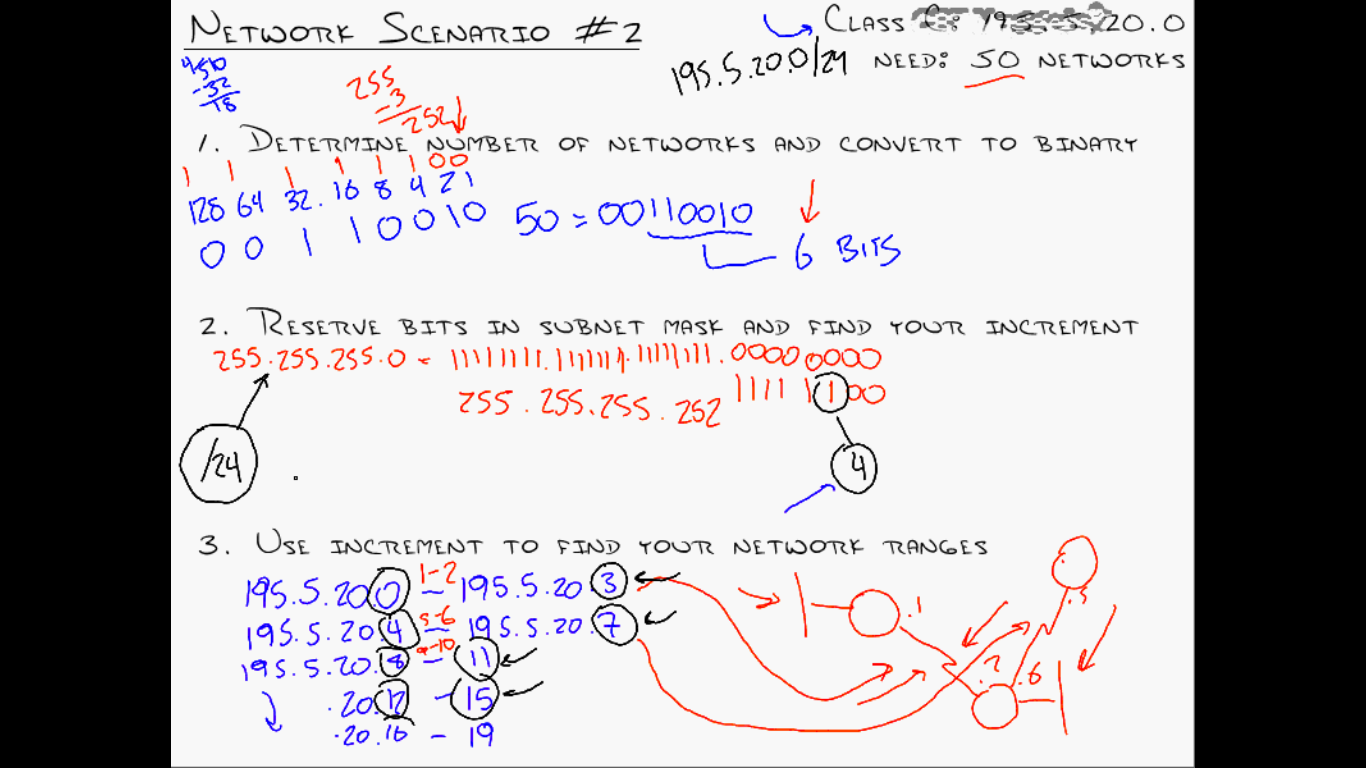 NETWORK SCENARIO #2
CLASS C: 195.5.20.0
195.5.20.0/24 NEED: 50 NETWORKS
50
-32
18
255
-3
252
1. DETERMINE NUMBER OF NETWORKS AND CONVERT TO BINARY
1 1 1 1 1 1 0 0
128 64 32 16 8 4 2 1
0 0 1 1 0 0 1 0 50 = 00110010
6 BITS
2. RESERVE BITS IN SUBNET MASK AND FIND YOUR INCREMENT
255.255.255.0 = 11111111.11111111.11111111.00000000
255.255.255.252 11111100
/24
4
3. USE INCREMENT TO FIND YOUR NETWORK RANGES
195.5.20.0 1-2 – 195.5.20.3
195.5.20.4 5-6 – 195.5.20.7
195.5.20.8 9-10 – 11
.20.12 – 15
.20.16 – 19
.1
.2
.6
.5